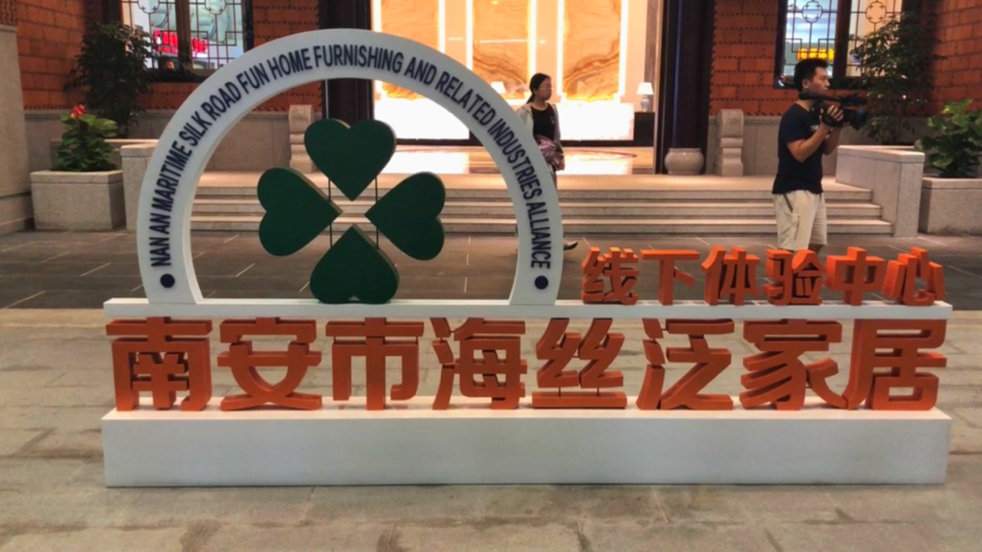 NAN AN MARITIME SILK ROAD FUN HOME FURNISHING AND RELATED INDUSTRIES ALLIANCE
线下体验中心
南安市海丝泛家居